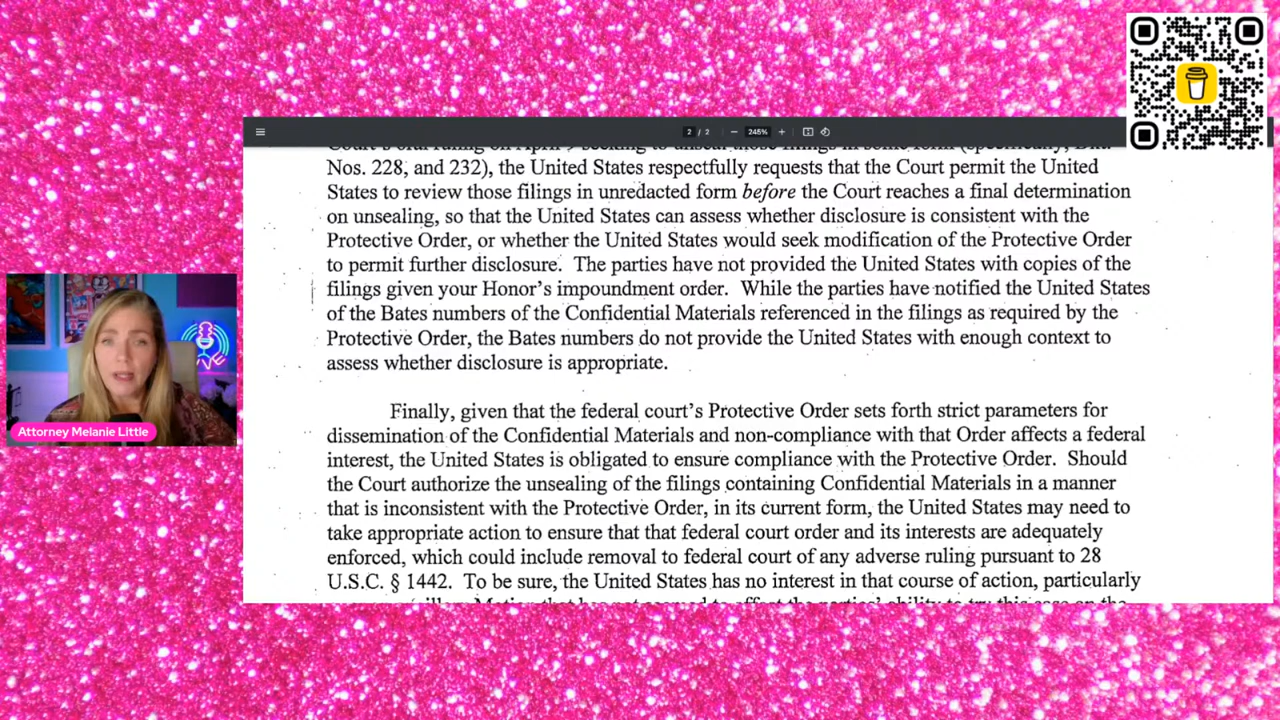 2 / 2
245%
Nos. 228, and 232), the United States respectfully requests that the Court permit the United
States to review those filings in unredacted form before the Court reaches a final determination
on unsealing, so that the United States can assess whether disclosure is consistent with the
Protective Order, or whether the United States would seek modification of the Protective Order
to permit further disclosure. The parties have not provided the United States with copies of the
filings given your Honor's impoundment order. While the parties have notified the United States
of the Bates numbers of the Confidential Materials referenced in the filings as required by the
Protective Order, the Bates numbers do not provide the United States with enough context to
assess whether disclosure is appropriate.
Finally, given that the federal court's Protective Order sets forth strict parameters for
dissemination of the Confidential Materials and non-compliance with that Order affects a federal
interest, the United States is obligated to ensure compliance with the Protective Order. Should
the Court authorize the unsealing of the filings containing Confidential Materials in a manner
that is inconsistent with the Protective Order, in its current form, the United States may need to
take appropriate action to ensure that that federal court order and its interests are adequately
enforced, which could include removal to federal court of any adverse ruling pursuant to 28
U.S.C. § 1442. To be sure, the United States has no interest in that course of action, particularly
Attorney Melanie Little